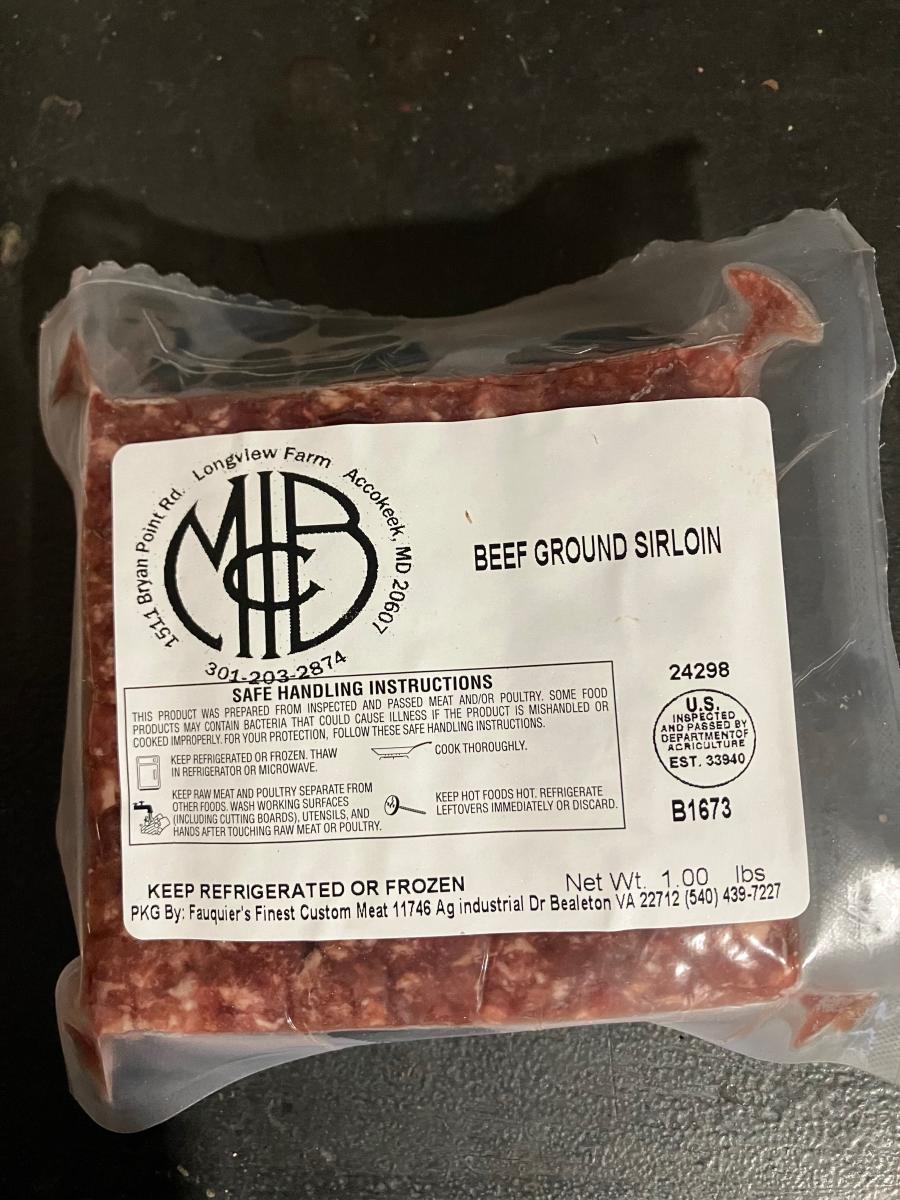 1511 Bryan Point Rd. Longview Farm Accokeek, MD 20607
MHB
C
301-203-2874
BEEF GROUND SIRLOIN
SAFE HANDLING INSTRUCTIONS
THIS PRODUCT WAS PREPARED FROM INSPECTED AND PASSED MEAT AND/OR POULTRY. SOME FOOD
PRODUCTS MAY CONTAIN BACTERIA THAT COULD CAUSE ILLNESS IF THE PRODUCT IS MISHANDLED OR
COOKED IMPROPERLY. FOR YOUR PROTECTION, FOLLOW THESE SAFE HANDLING INSTRUCTIONS.
KEEP REFRIGERATED OR FROZEN. THAW
IN REFRIGERATOR OR MICROWAVE.
COOK THOROUGHLY.
KEEP RAW MEAT AND POULTRY SEPARATE FROM
OTHER FOODS. WASH WORKING SURFACES
(INCLUDING CUTTING BOARDS), UTENSILS, AND
HANDS AFTER TOUCHING RAW MEAT OR POULTRY.
KEEP HOT FOODS HOT. REFRIGERATE
LEFTOVERS IMMEDIATELY OR DISCARD.
24298
U.S.
INSPECTED
AND PASSED BY
DEPARTMENTOF
AGRICULTURE
EST. 33940
B1673
KEEP REFRIGERATED OR FROZEN
Net Wt. 1.00 lbs
PKG By: Fauquier's Finest Custom Meat 11746 Ag industrial Dr Bealeton VA 22712 (540) 439-7227